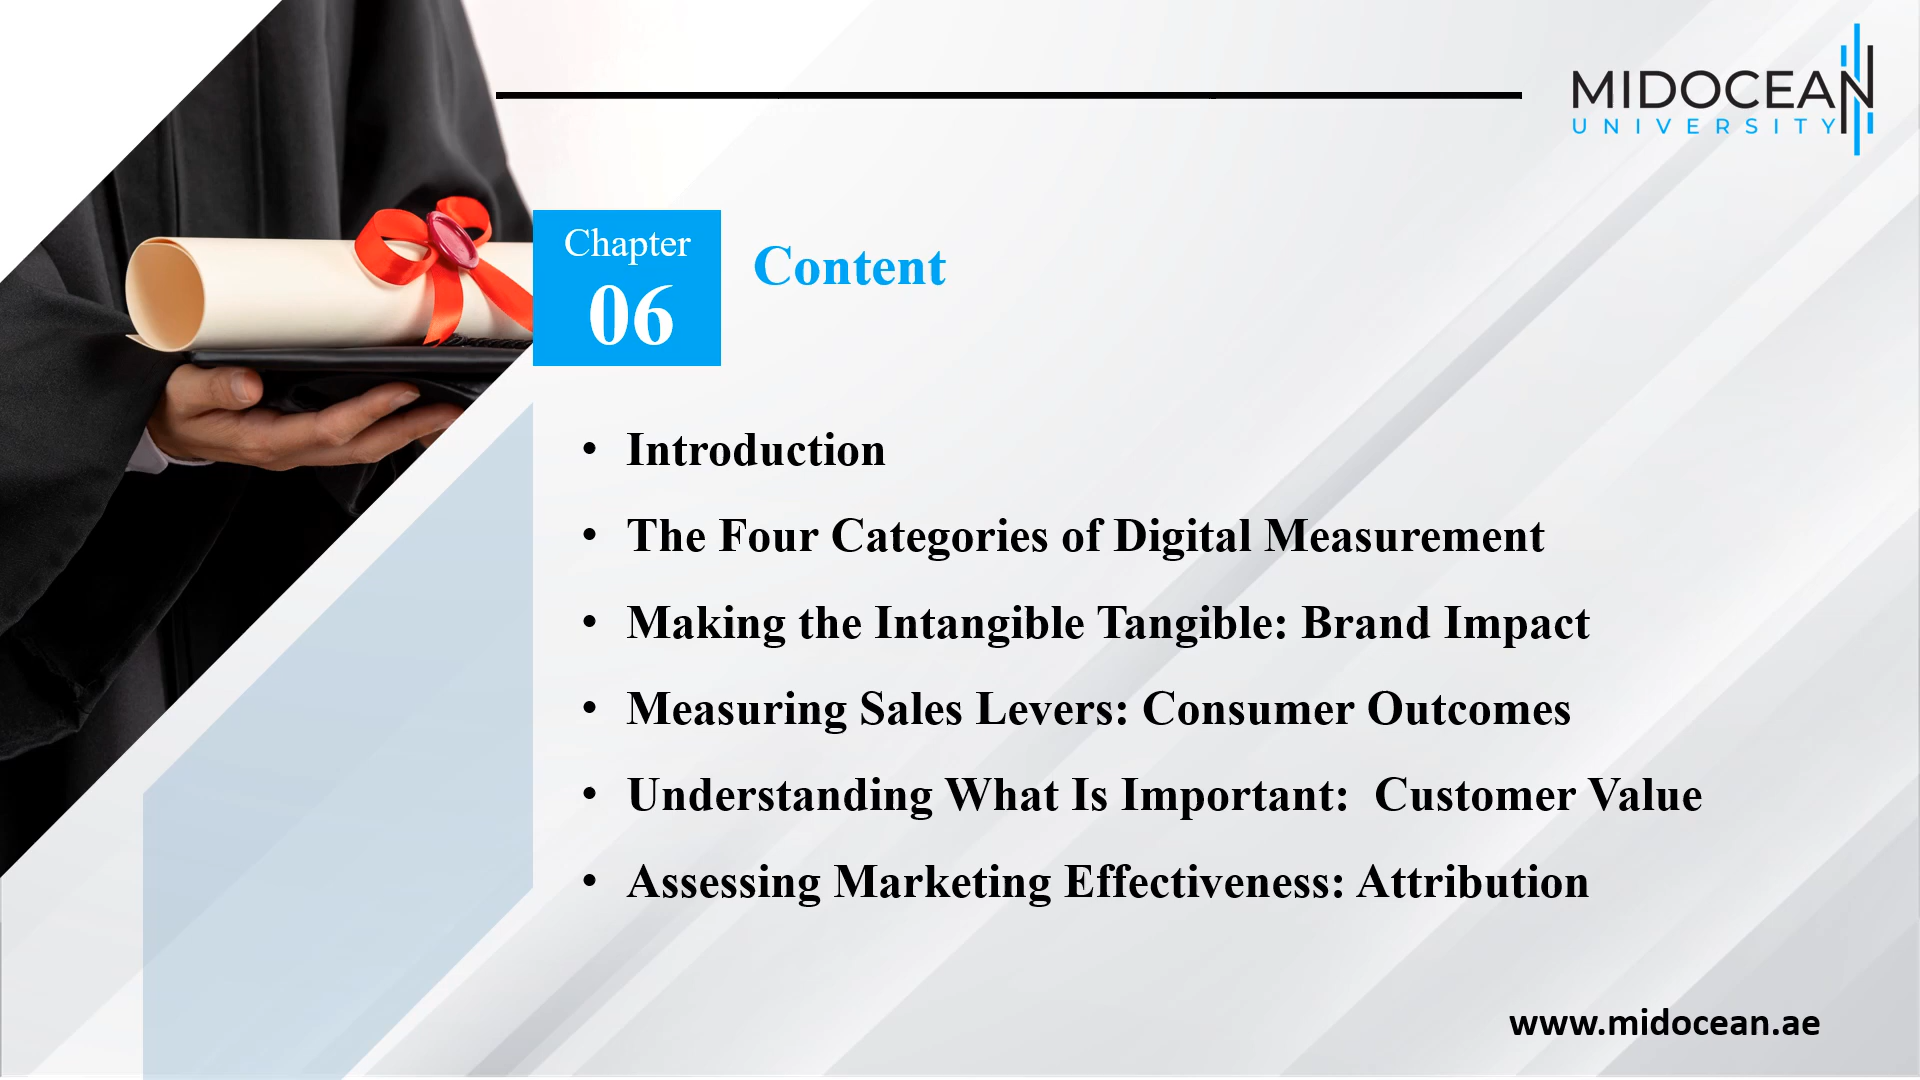 MIDOCEAN
UNIVERSITY
Chapter
06
Content
• Introduction
• The Four Categories of Digital Measurement
• Making the Intangible Tangible: Brand Impact
• Measuring Sales Levers: Consumer Outcomes
• Understanding What Is Important:  Customer Value
• Assessing Marketing Effectiveness: Attribution
www.midocean.ae